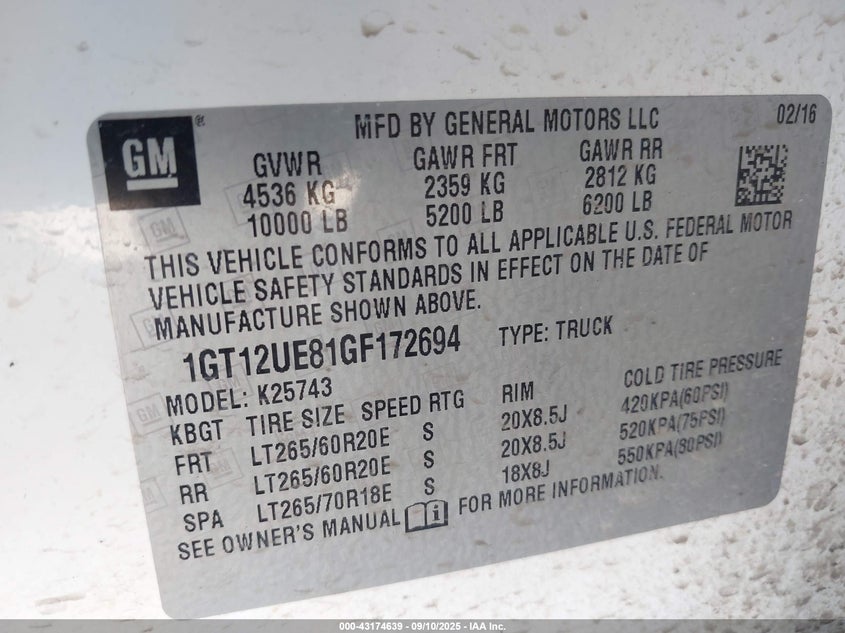 GM®
MFD BY GENERAL MOTORS LLC 02/16
GVWR GAWR FRT GAWR RR
4536 KG 2359 KG 2812 KG
10000 LB 5200 LB 6200 LB
THIS VEHICLE CONFORMS TO ALL APPLICABLE U.S. FEDERAL MOTOR
VEHICLE SAFETY STANDARDS IN EFFECT ON THE DATE OF
MANUFACTURE SHOWN ABOVE.
1GT12UE81GF172694 TYPE: TRUCK
MODEL: K25743
KBGT TIRE SIZE SPEED RTG RIM COLD TIRE PRESSURE
FRT LT265/60R20E S 20X8.5J 420KPA(60PSI)
RR LT265/60R20E S 20X8.5J 520KPA(75PSI)
SPA LT265/70R18E S 18X8J 550KPA(80PSI)
SEE OWNER'S MANUAL i FOR MORE INFORMATION.
000-43174639 - 09/10/2025 - IAA Inc.